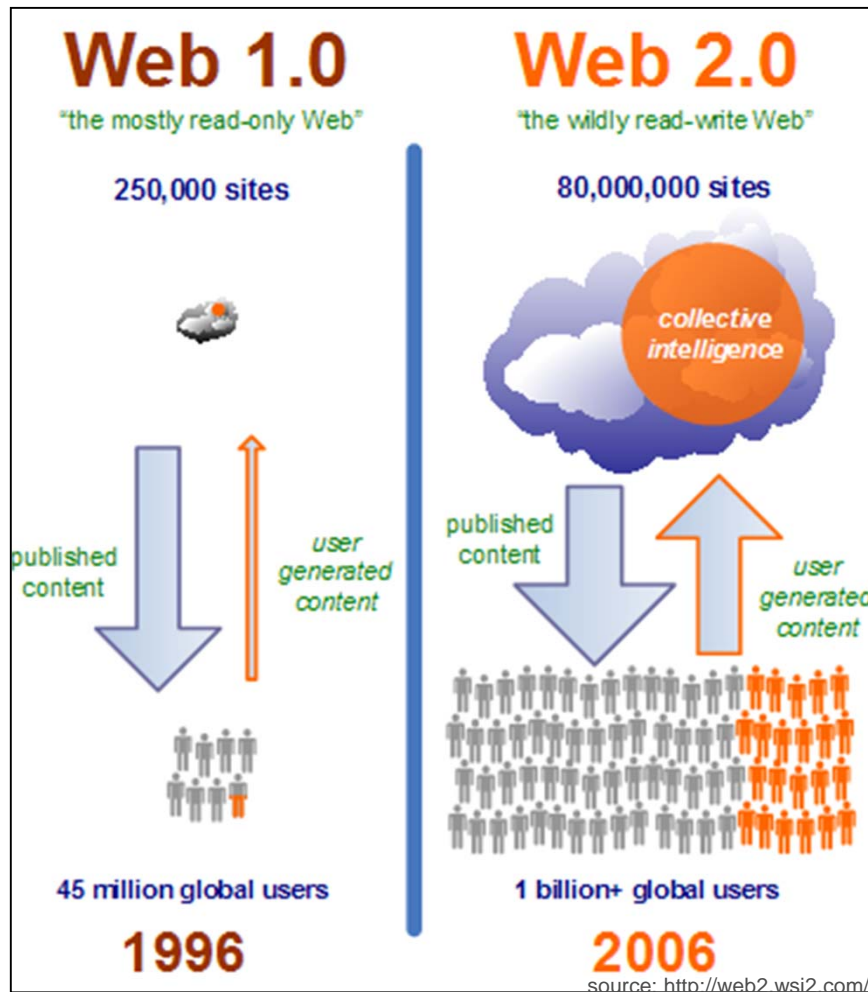 Web 1.0
"the mostly read-only Web"
250,000 sites
published
content
user
generated
content
45 million global users
1996
Web 2.0
"the wildly read-write Web"
80,000,000 sites
collective
intelligence
published
content
user
generated
content
1 billion+ global users
2006
source: http://web2.wsj2.com/